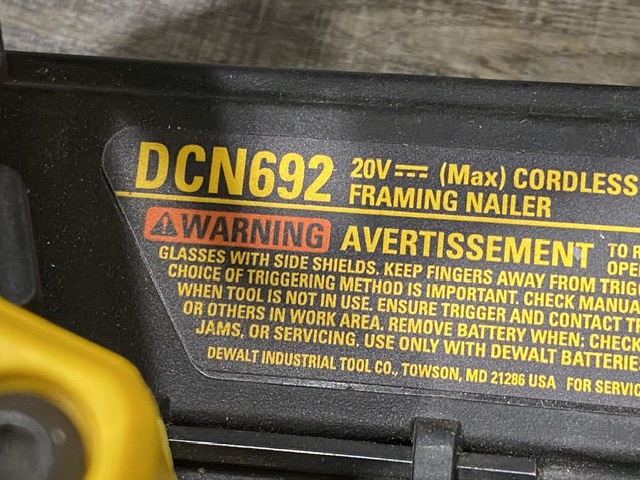 DCN692 20V (Max) CORDLESS
FRAMING NAILER
WARNING AVERTISSEMENT TO
GLASSES WITH SIDE SHIELDS. KEEP FINGERS AWAY FROM
CHOICE OF TRIGGERING METHOD IS IMPORTANT. CHECK
WHEN TOOL IS NOT IN USE. ENSURE TRIGGER AND CONTACT
OR OTHERS IN WORK AREA. REMOVE BATTERY WHEN:
JAMS, OR SERVICING. USE ONLY WITH DEWALT
DEWALT INDUSTRIAL TOOL CO., TOWSON, MD 21286 USA FOR